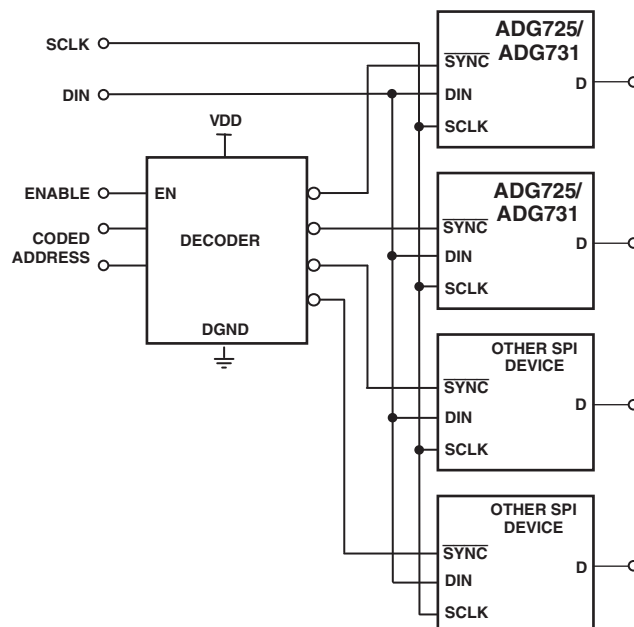 SCLK
DIN
VDD
ENABLE
EN
CODED
ADDRESS
DECODER
DGND
ADG725/
ADG731
SYNC
DIN
SCLK
D
ADG725/
ADG731
SYNC
DIN
SCLK
D
OTHER SPI
DEVICE
SYNC
DIN
SCLK
D
OTHER SPI
DEVICE
SYNC
DIN
SCLK
D